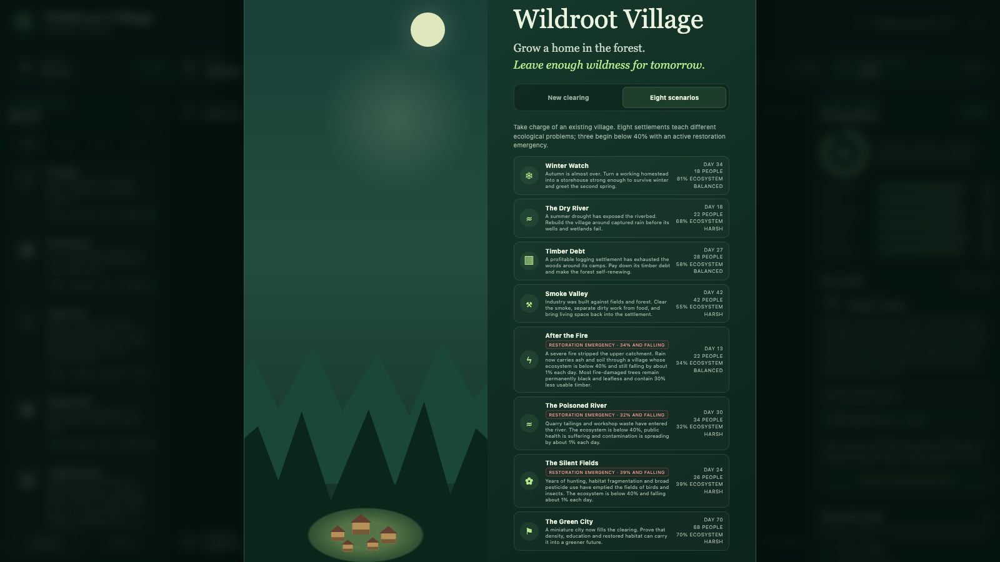 Wildroot Village
Grow a home in the forest.
Leave enough wildness for tomorrow.
New clearing
Eight scenarios
Take charge of an existing village. Eight settlements teach different
ecological problems; three begin below 40% with an active restoration
emergency.
Winter Watch
Autumn is almost over. Turn a working homestead
into a storehouse strong enough to survive winter
and greet the second spring.
DAY 34
18 PEOPLE
81% ECOSYSTEM
BALANCED
The Dry River
A summer drought has exposed the riverbed.
Rebuild the village around captured rain before its
wells and wetlands fail.
DAY 18
22 PEOPLE
68% ECOSYSTEM
HARSH
Timber Debt
A profitable logging settlement has exhausted the
woods around its camps. Pay down its timber debt
and make the forest self-renewing.
DAY 27
28 PEOPLE
58% ECOSYSTEM
BALANCED
Smoke Valley
Industry was built against fields and forest. Clear
the smoke, separate dirty work from food, and
bring living space back into the settlement.
DAY 42
42 PEOPLE
55% ECOSYSTEM
HARSH
After the Fire
RESTORATION EMERGENCY · 34% AND FALLING
A severe fire stripped the upper catchment. Rain
now carries ash and soil through a village whose
ecosystem is below 40% and still falling by about
1% each day. Most fire-damaged trees remain
permanently black and leafless and contain 30%
less usable timber.
DAY 13
22 PEOPLE
34% ECOSYSTEM
BALANCED
The Poisoned River
RESTORATION EMERGENCY · 32% AND FALLING
Quarry tailings and workshop waste have entered
the river. The ecosystem is below 40%, public
health is suffering and contamination is spreading
by about 1% each day.
DAY 30
34 PEOPLE
32% ECOSYSTEM
HARSH
The Silent Fields
RESTORATION EMERGENCY · 39% AND FALLING
Years of hunting, habitat fragmentation and broad
pesticide use have emptied the fields of birds and
insects. The ecosystem is below 40% and falling
about 1% each day.
DAY 24
26 PEOPLE
39% ECOSYSTEM
HARSH
The Green City
A miniature city now fills the clearing. Prove that
density, education and restored habitat can carry
it into a greener future.
DAY 70
68 PEOPLE
70% ECOSYSTEM
HARSH